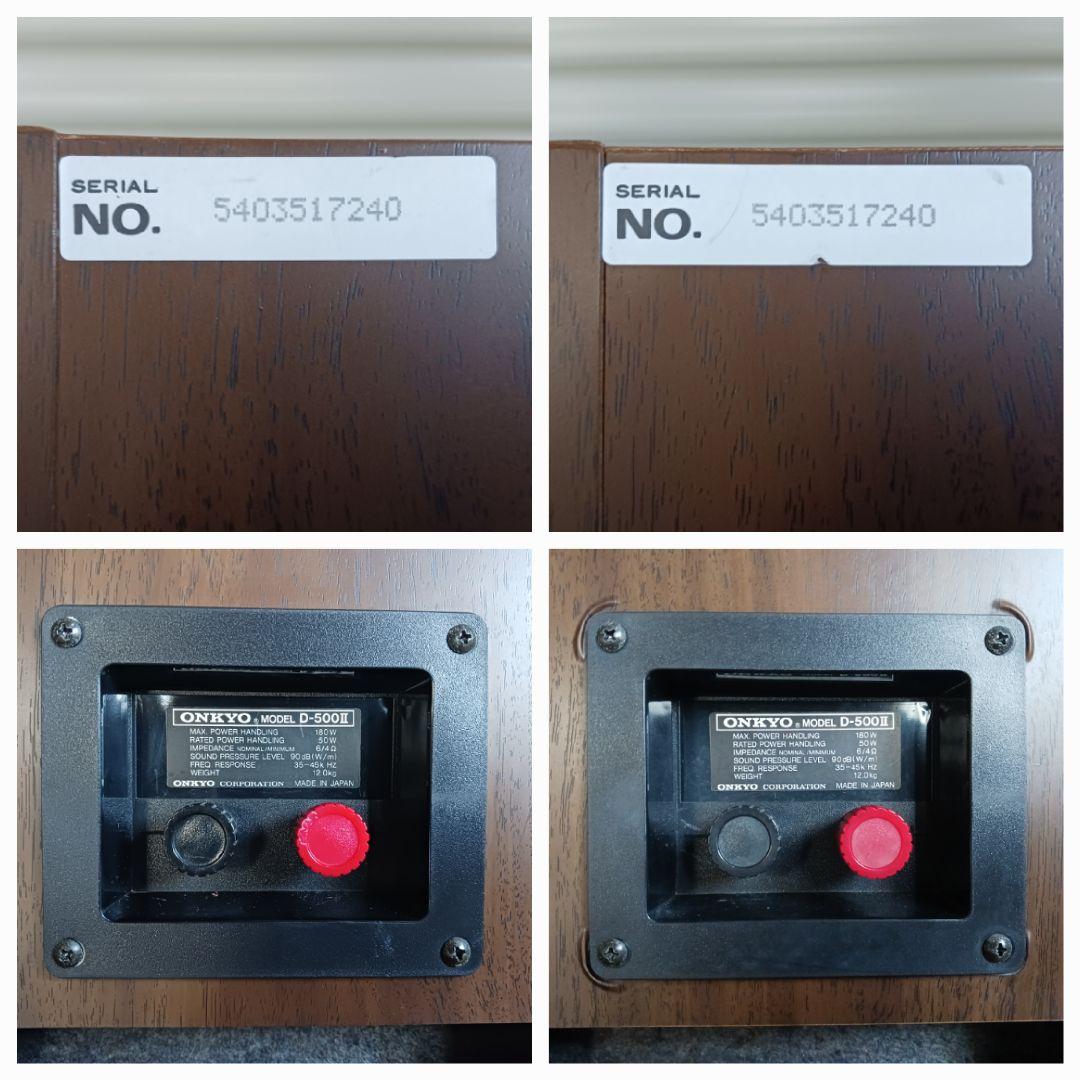 SERIAL
NO. 5403517240
SERIAL
NO. 5403517240
ONKYO® MODEL D-500II
MAX. POWER HANDLING 180W
RATED POWER HANDLING 50W
IMPEDANCE NOMINAL/MINIMUM 6/4Ω
SOUND PRESSURE LEVEL 90dB(W/m)
FREQ. RESPONSE 35-45k HZ
WEIGHT 12.0kg
ONKYO CORPORATION MADE IN JAPAN
ONKYO® MODEL D-500II
MAX. POWER HANDLING 180W
RATED POWER HANDLING 50W
IMPEDANCE NOMINAL/MINIMUM 6/4Ω
SOUND PRESSURE LEVEL 90dB(W/m)
FREQ. RESPONSE 35-45k HZ
WEIGHT 12.0kg
ONKYO CORPORATION MADE IN JAPAN